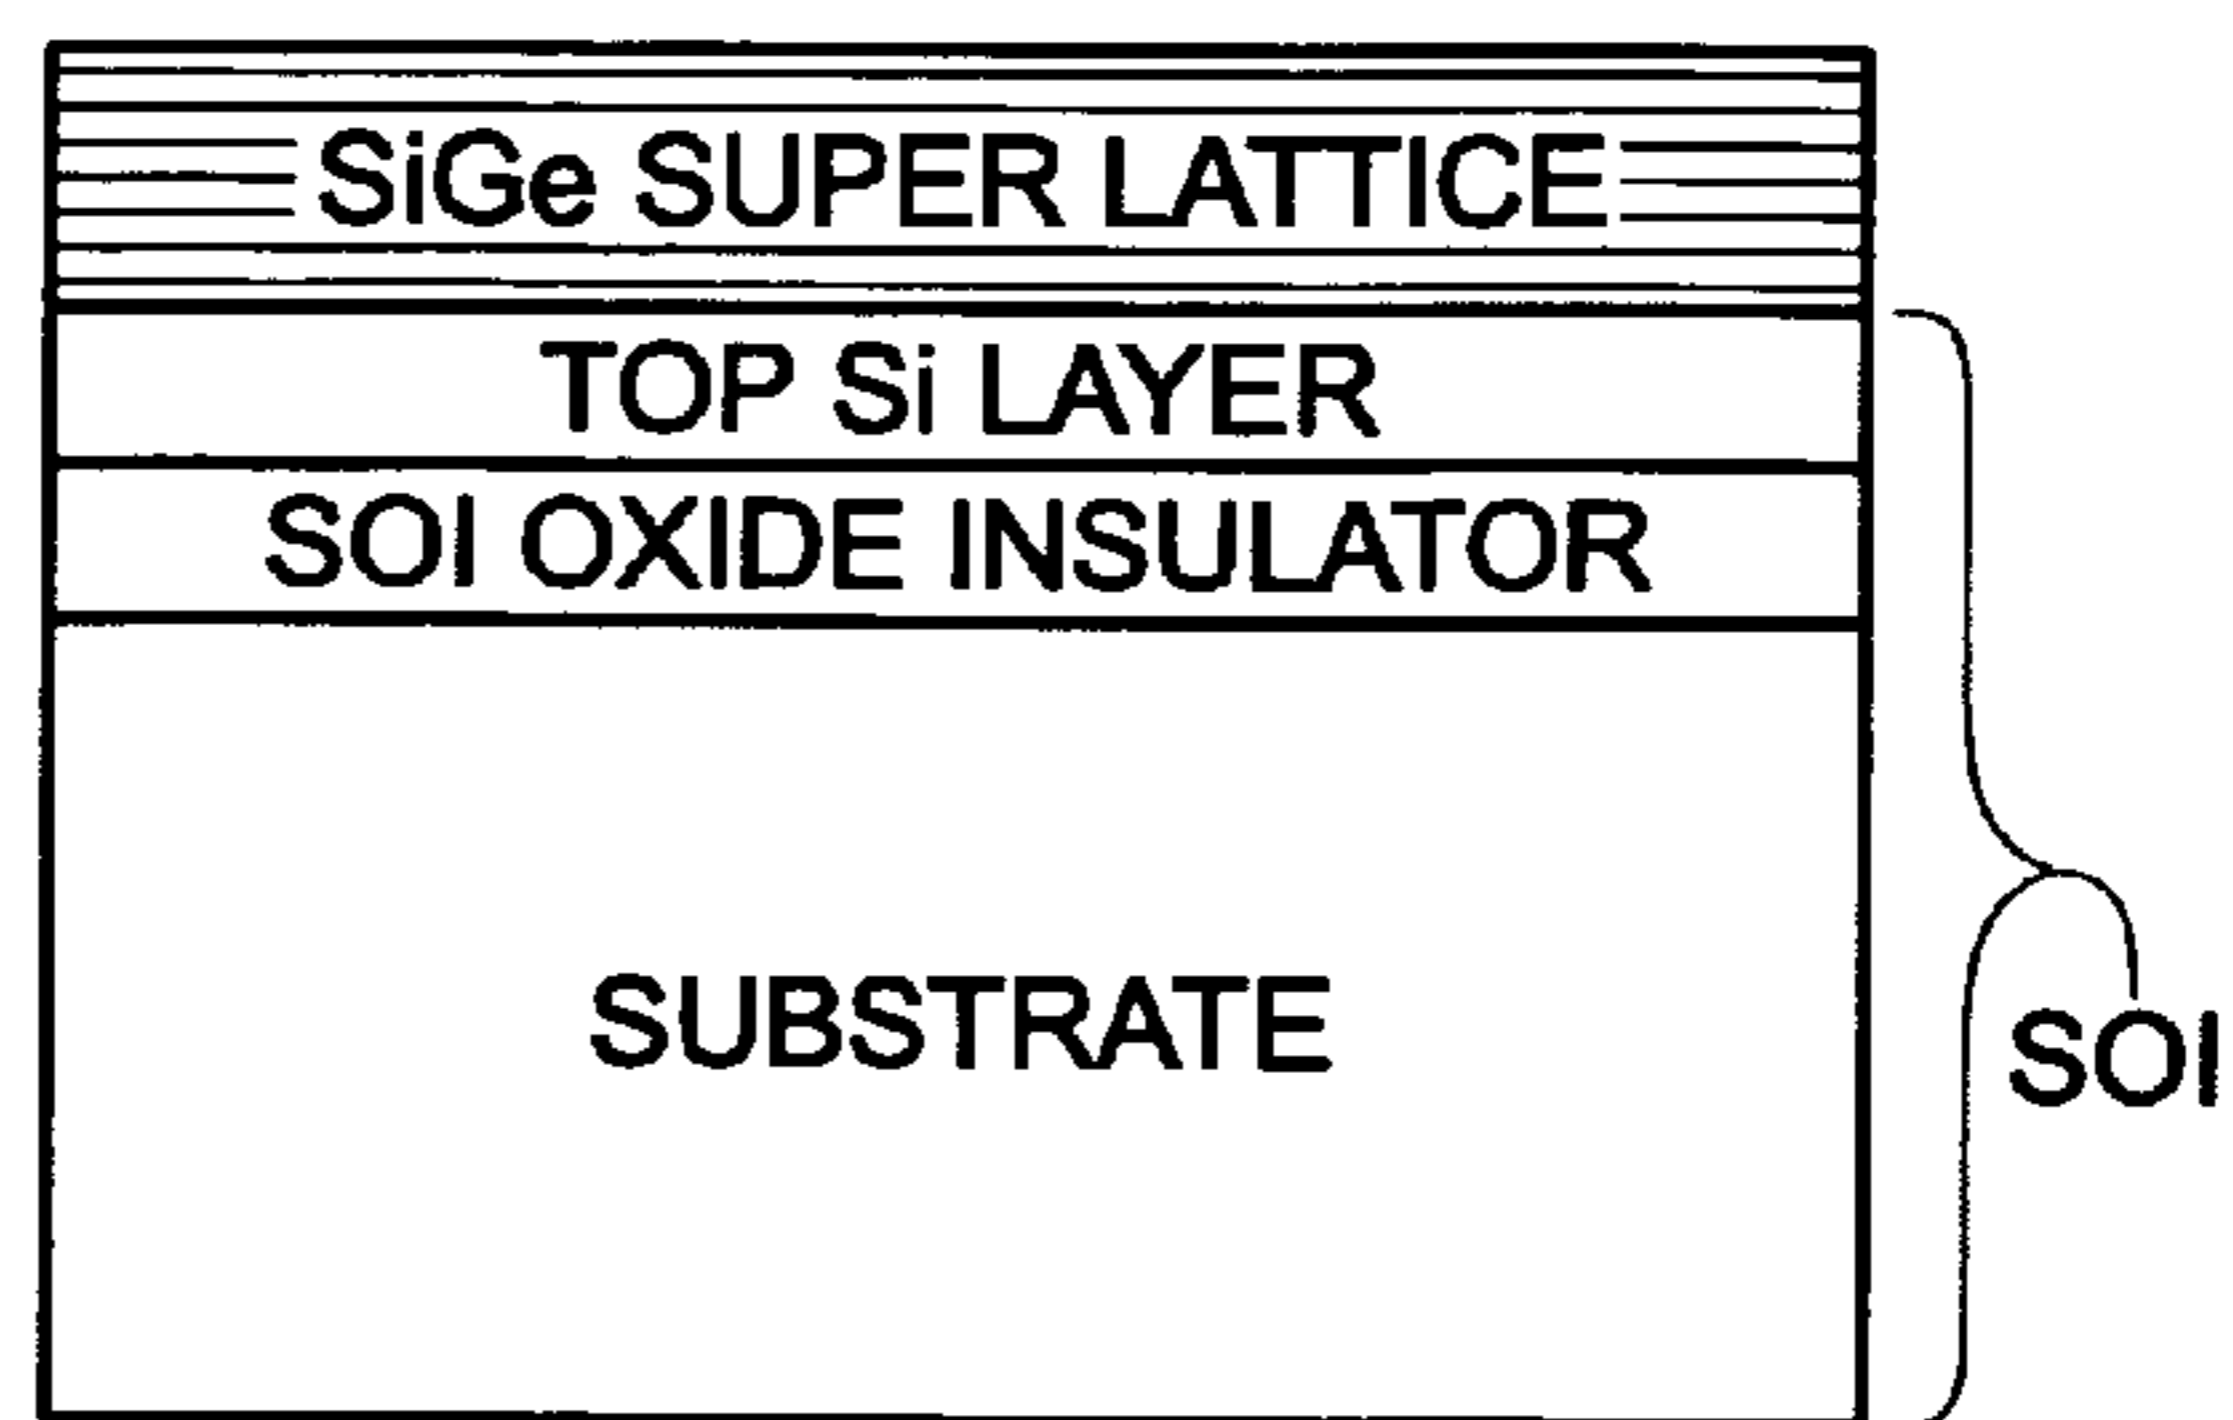 SiGe SUPER LATTICE
TOP Si LAYER
SOI OXIDE INSULATOR
SUBSTRATE
SOI